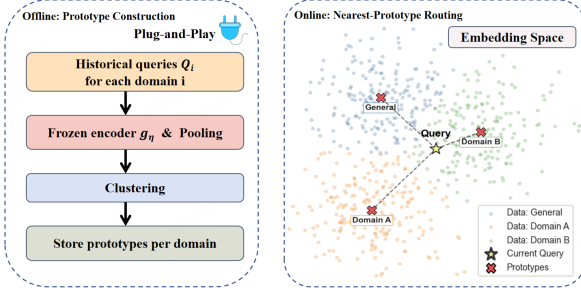 Offline: Prototype Construction
Plug-and-Play
Historical queries Q_i
for each domain i
Frozen encoder g_η & Pooling
Clustering
Store prototypes per domain
Online: Nearest-Prototype Routing
Embedding Space
General
Query
Domain B
Domain A
Data: General
Data: Domain A
Data: Domain B
Current Query
Prototypes